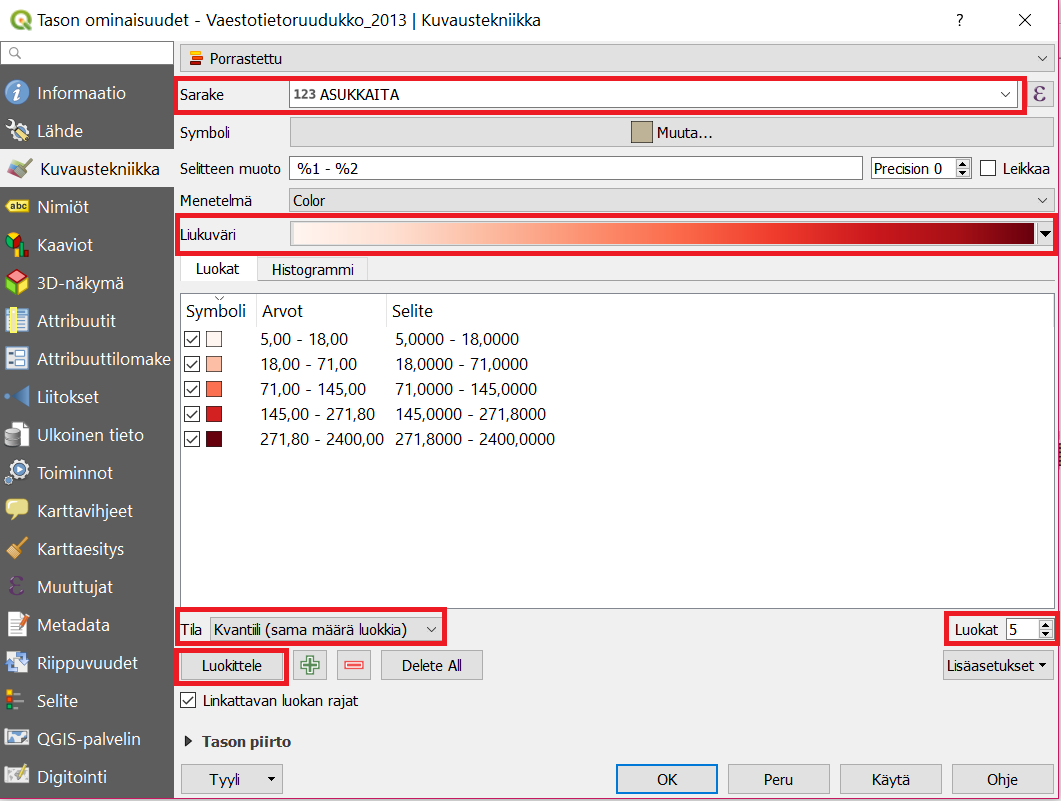 Tason ominaisuudet - Vaestotietoruudukko_2013 | Kuvaustekniikka
?
Porrastettu
Informaatio
Sarake 123 ASUKKAITA ε
Lähde
Symboli Muuta...
Kuvaustekniikka
Selitteen muoto %1 - %2 Precision 0 Leikkaa
abc Nimiöt
Menetelmä Color
Kaaviot
Liukuväri
3D-näkymä
Luokat Histogrammi
Attribuutit
Symboli Arvot Selite
5,00 - 18,00 5,0000 - 18,0000
Attribuuttilomake
18,00 - 71,00 18,0000 - 71,0000
Liitokset
71,00 - 145,00 71,0000 - 145,0000
145,00 - 271,80 145,0000 - 271,8000
Ulkoinen tieto
271,80 - 2400,00 271,8000 - 2400,0000
Toiminnot
Karttavihjeet
Karttaesitys
Muuttujat
Metadata
Tila Kvantiili (sama määrä luokkia) Luokat 5
Riippuvuudet
Luokittele Delete All Lisäasetukset
Selite
Linkattavan luokan rajat
QGIS-palvelin
Tason piirto
Digitointi
Tyyli OK Peru Käytä Ohje